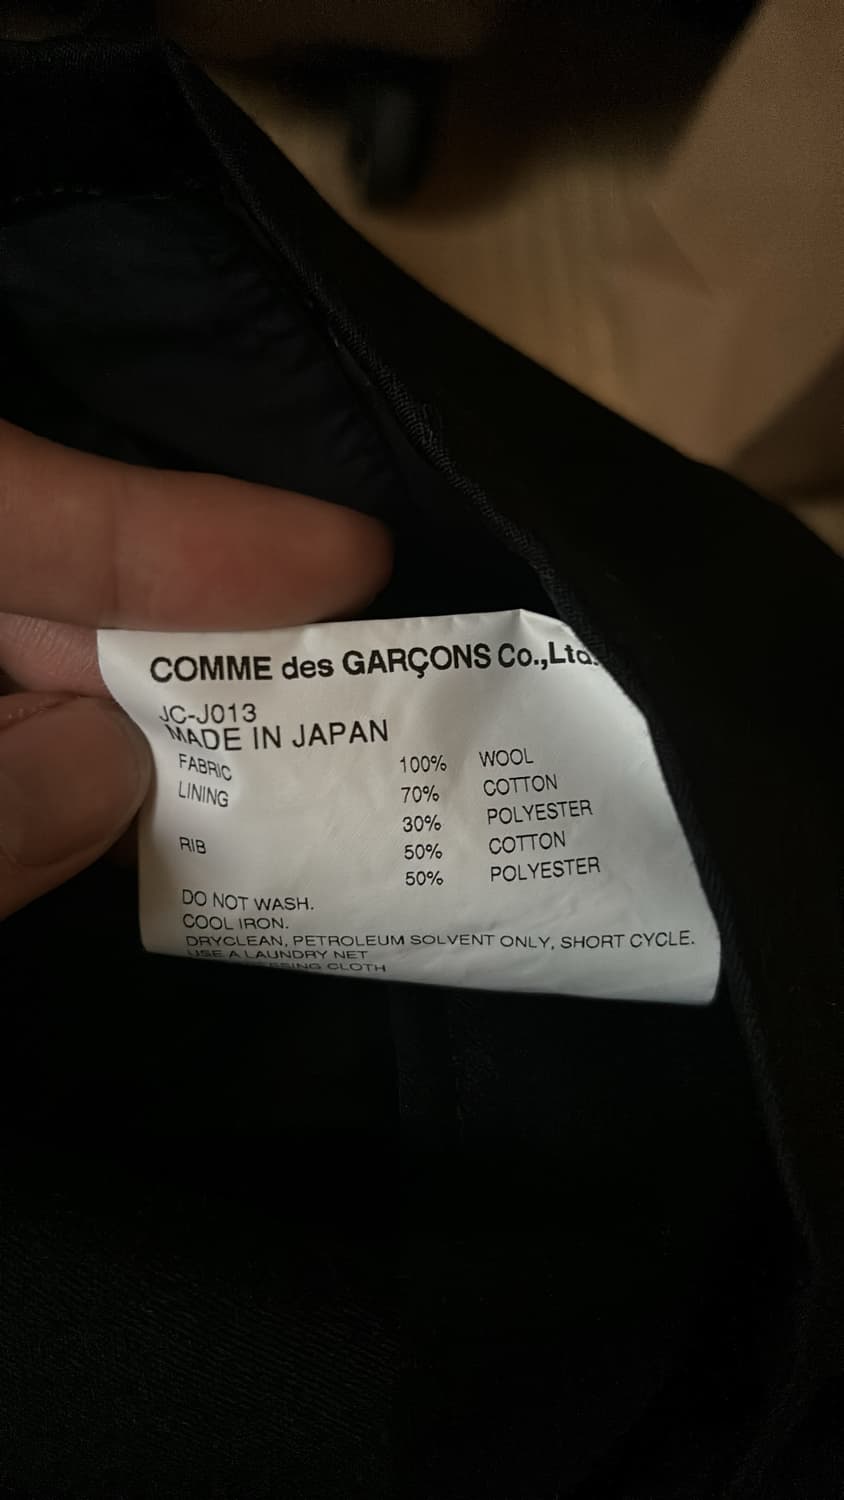 COMME des GARÇONS Co.,Ltd.
JC-J013
MADE IN JAPAN
FABRIC 100% WOOL
LINING 70% COTTON
30% POLYESTER
RIB 50% COTTON
50% POLYESTER
DO NOT WASH.
COOL IRON.
DRYCLEAN, PETROLEUM SOLVENT ONLY, SHORT CYCLE.
USE A LAUNDRY NET
CLOTH